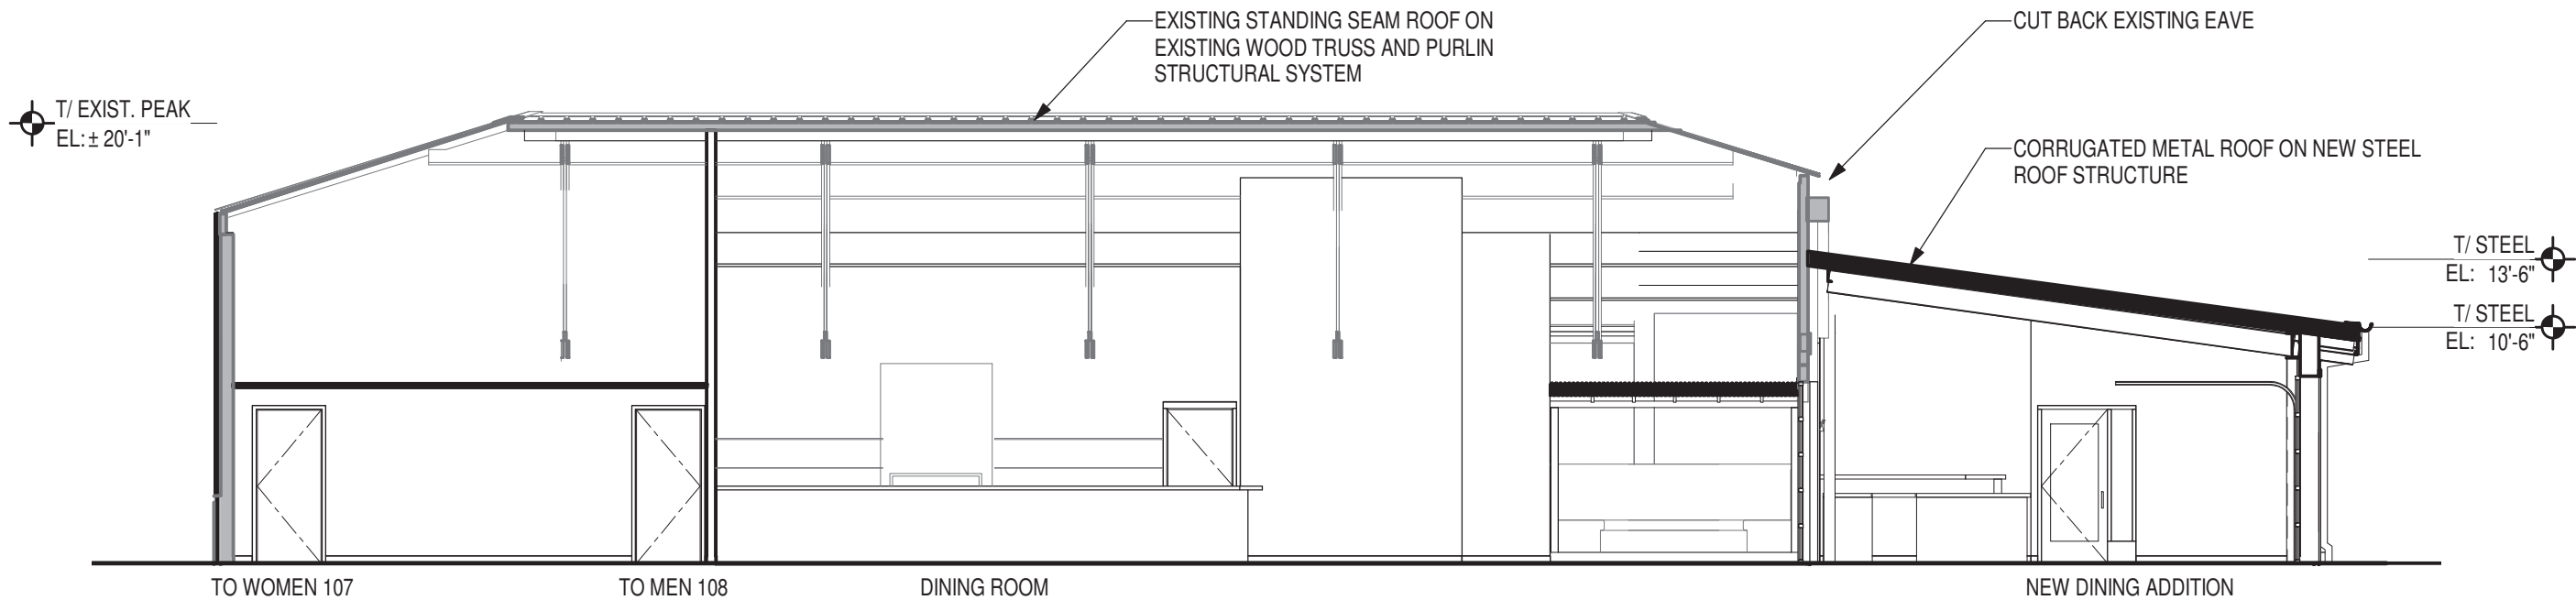 EXISTING STANDING SEAM ROOF ON
EXISTING WOOD TRUSS AND PURLIN
STRUCTURAL SYSTEM
CUT BACK EXISTING EAVE
T/ EXIST. PEAK
EL: ± 20'-1"
CORRUGATED METAL ROOF ON NEW STEEL
ROOF STRUCTURE
T/ STEEL
EL: 13'-6"
T/ STEEL
EL: 10'-6"
TO WOMEN 107
TO MEN 108
DINING ROOM
NEW DINING ADDITION